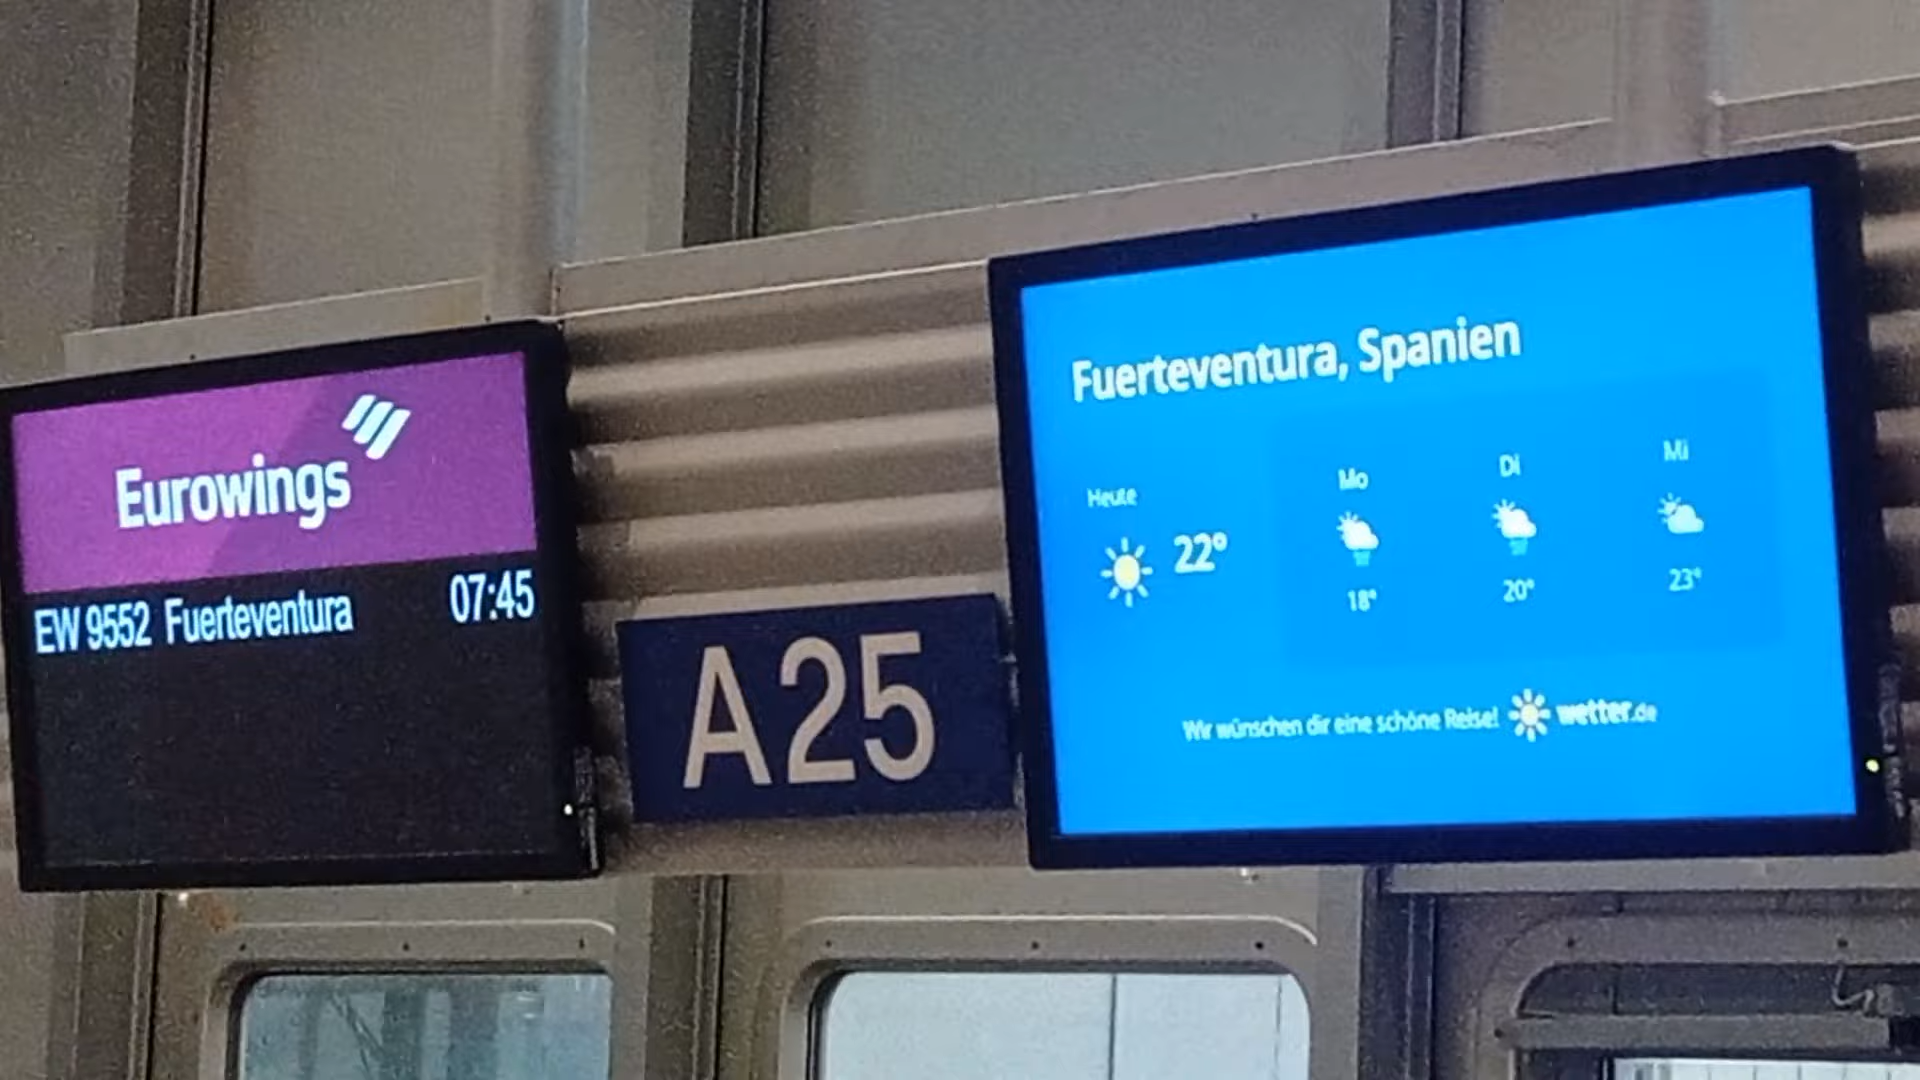 Eurowings
EW 9552 Fuerteventura 07:45
A25
Fuerteventura, Spanien
Heute
22°
Mo
Di
Mi
18°
20°
23°
Wir wünschen dir eine schöne Reise! wetter.de